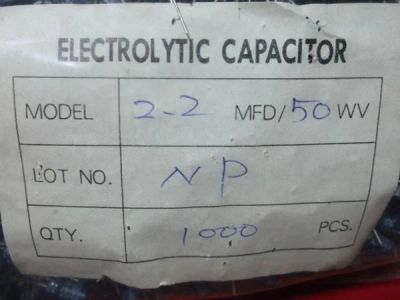 ELECTROLYTIC CAPACITOR
MODEL 2-2 MFD/50 WV
LOT NO. NP
QTY. 1000 PCS.